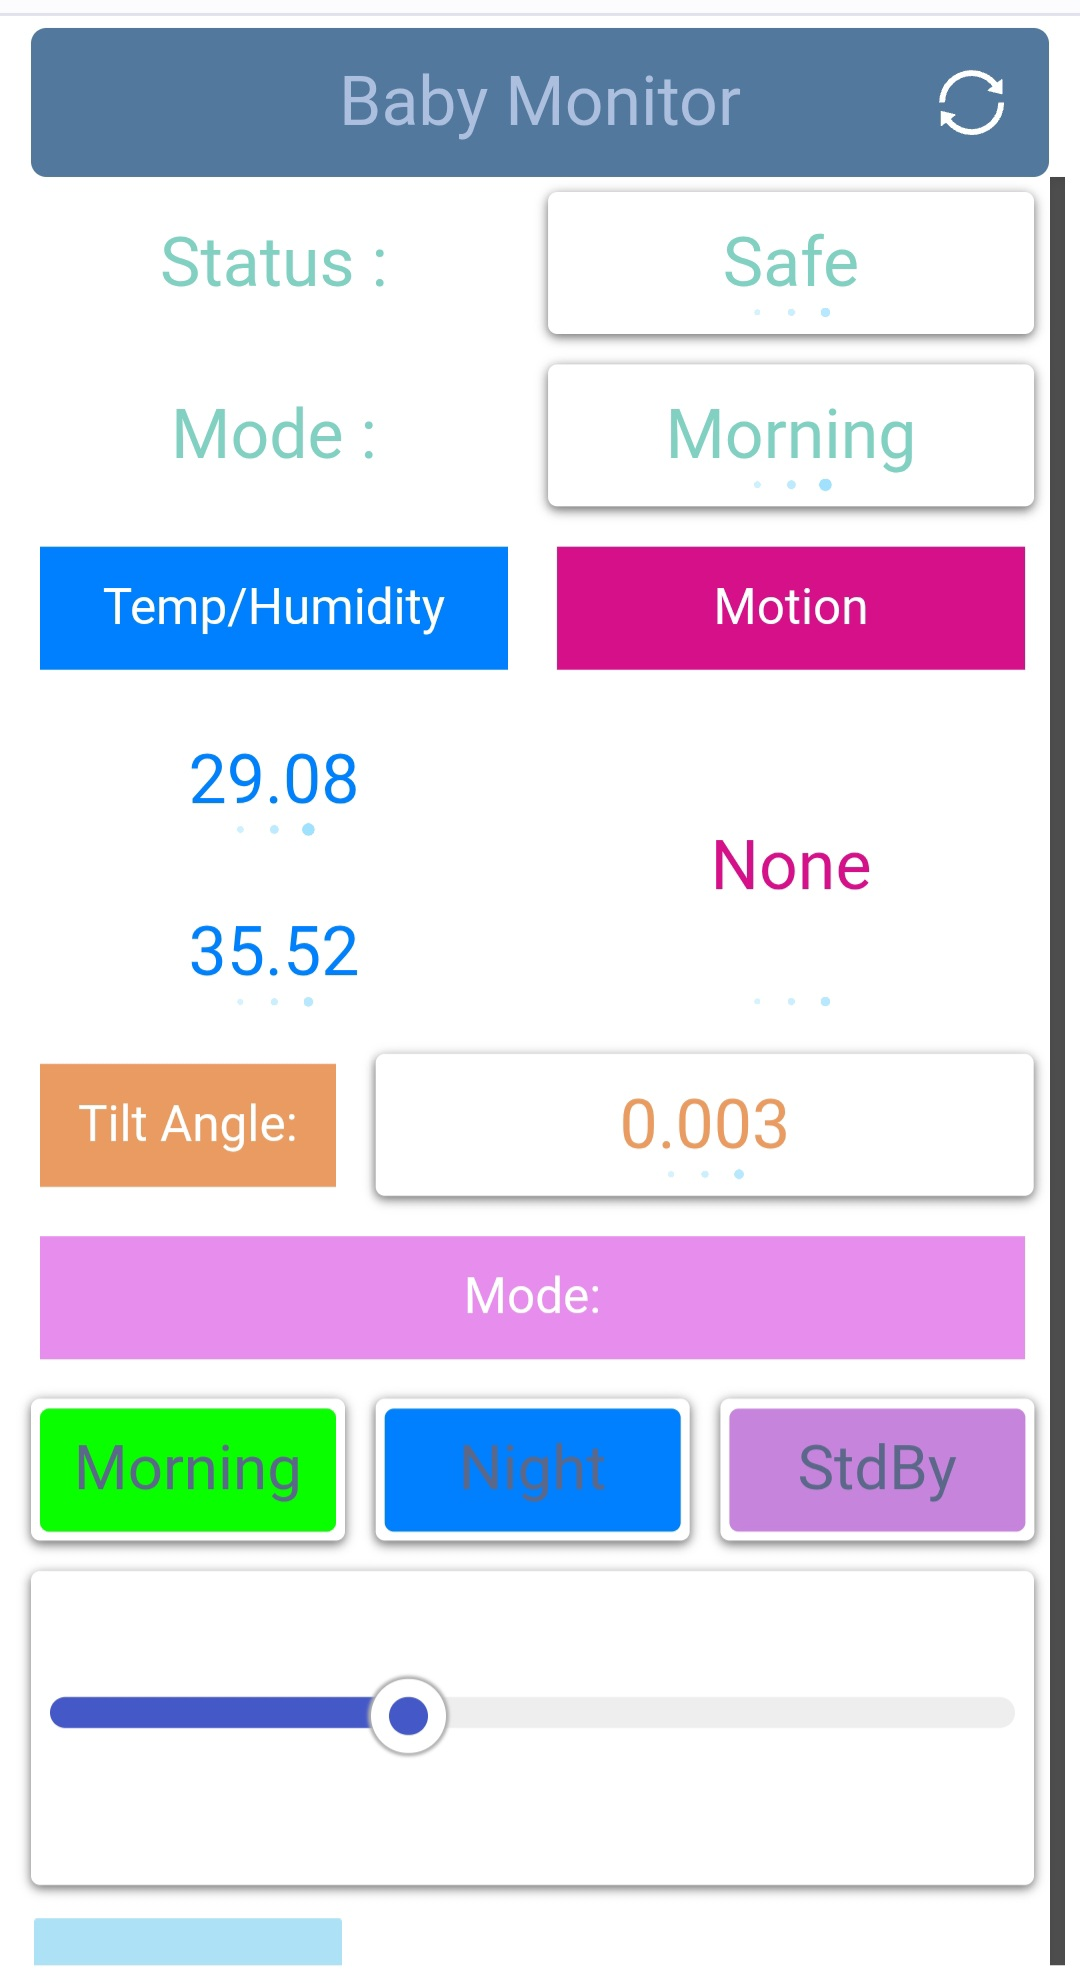 Baby Monitor
Status :
Safe
Mode :
Morning
Temp/Humidity
Motion
29.08
None
35.52
Tilt Angle:
0.003
Mode:
Morning
Night
StdBy